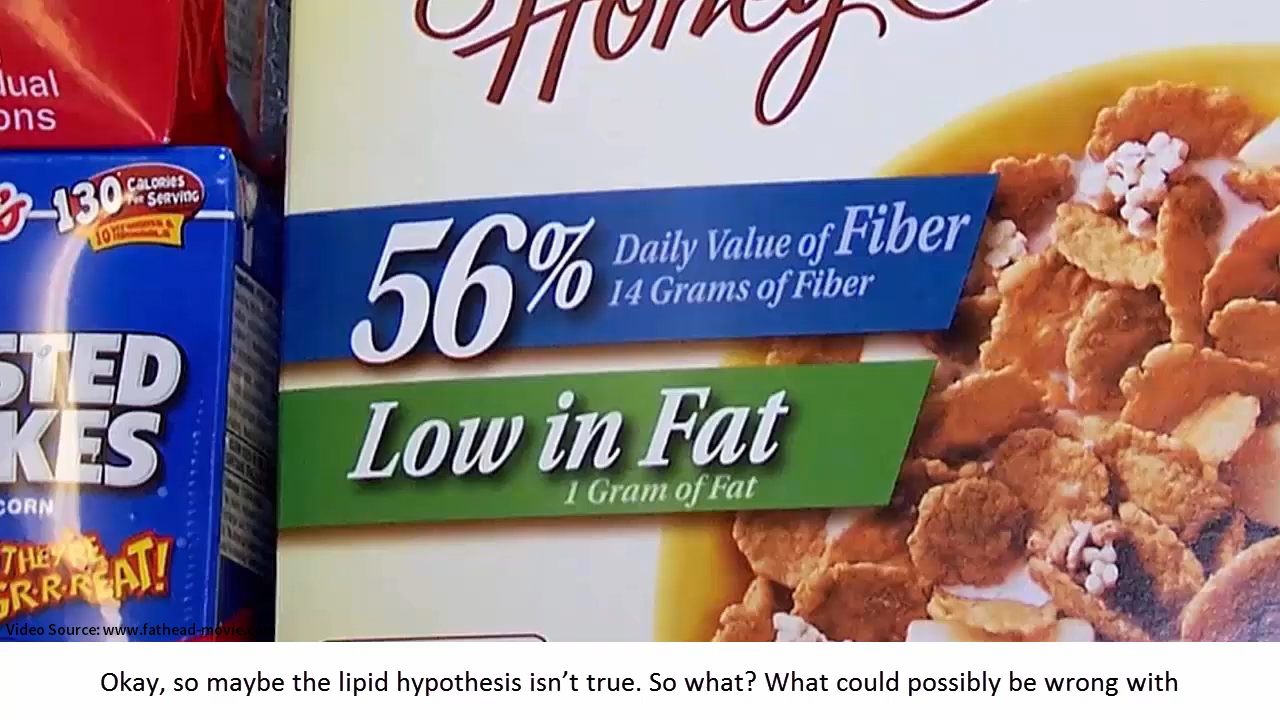 Honey
dual
ons
130 Calories
Per Serving
56% Daily Value of Fiber
14 Grams of Fiber
Low in Fat
1 Gram of Fat
STED
KES
CORN
THEY'RE
GR-R-REAT!
Video Source: www.fathead-movie.
Okay, so maybe the lipid hypothesis isn’t true. So what? What could possibly be wrong with